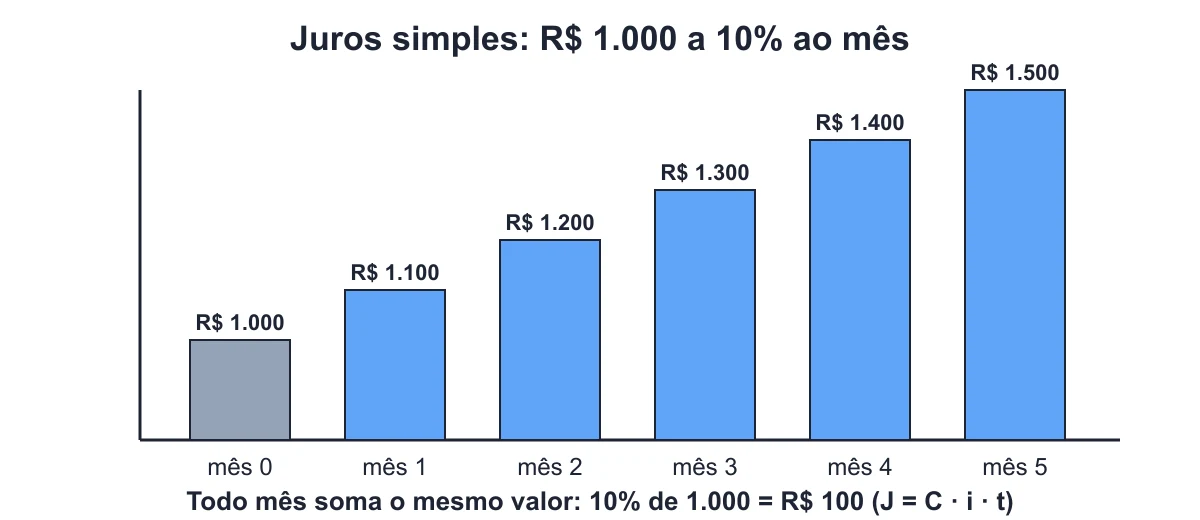 Juros simples: R$ 1.000 a 10% ao mês
R$ 1.500
R$ 1.400
R$ 1.300
R$ 1.200
R$ 1.100
R$ 1.000
mês 0 mês 1 mês 2 mês 3 mês 4 mês 5
Todo mês soma o mesmo valor: 10% de 1.000 = R$ 100 (J = C · i · t)